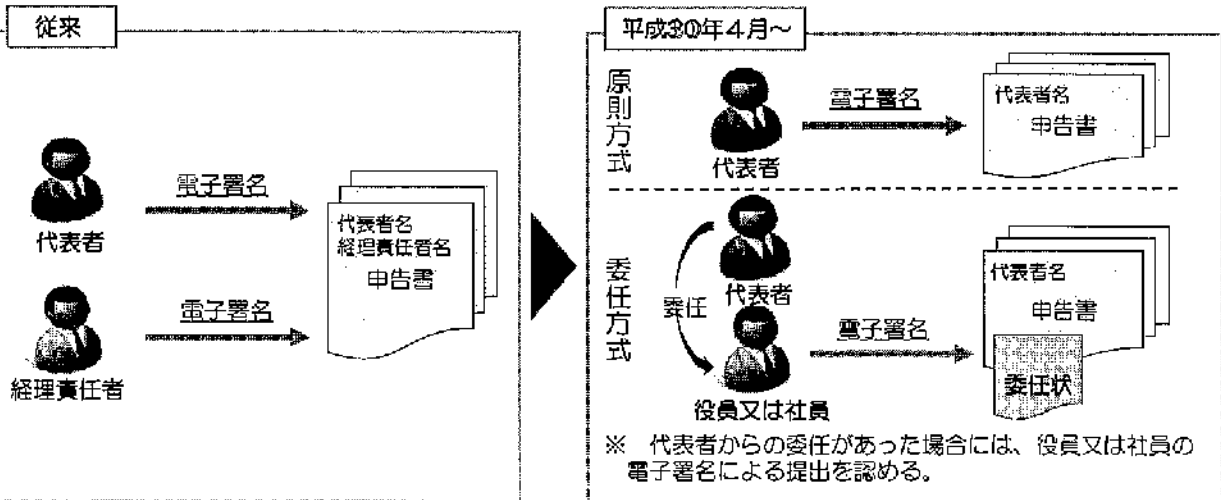 従来
電子署名
代表者
代表者名
経理責任者名
申告書
電子署名
経理責任者
平成30年4月～
原則方式
電子署名
代表者
代表者名
申告書
委任方式
委任
代表者
電子署名
役員又は社員
代表者名
申告書
委任状
※　代表者からの委任があった場合には、役員又は社員の
電子署名による提出を認める。